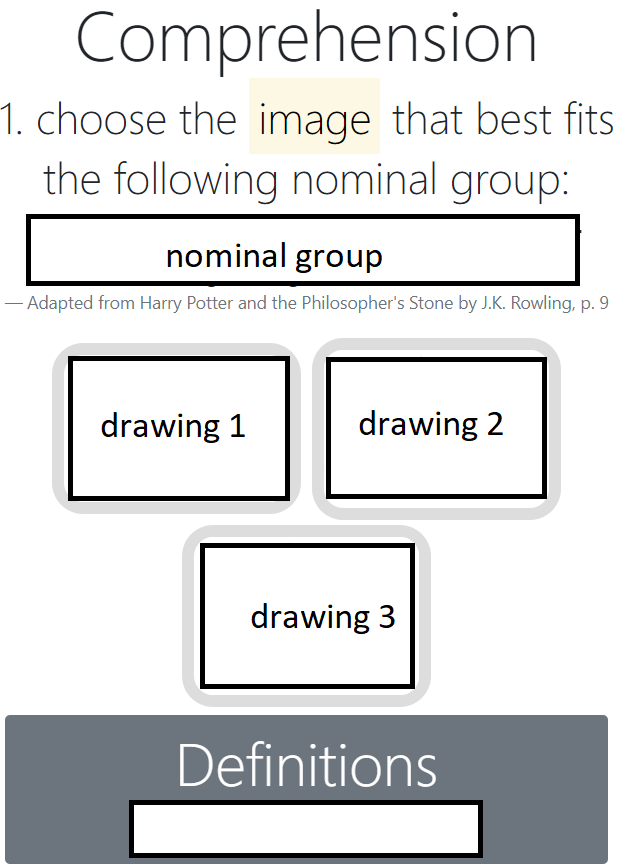 Comprehension
1. choose the image that best fits
the following nominal group:
nominal group
— Adapted from Harry Potter and the Philosopher's Stone by J.K. Rowling, p. 9
drawing 1
drawing 2
drawing 3
Definitions